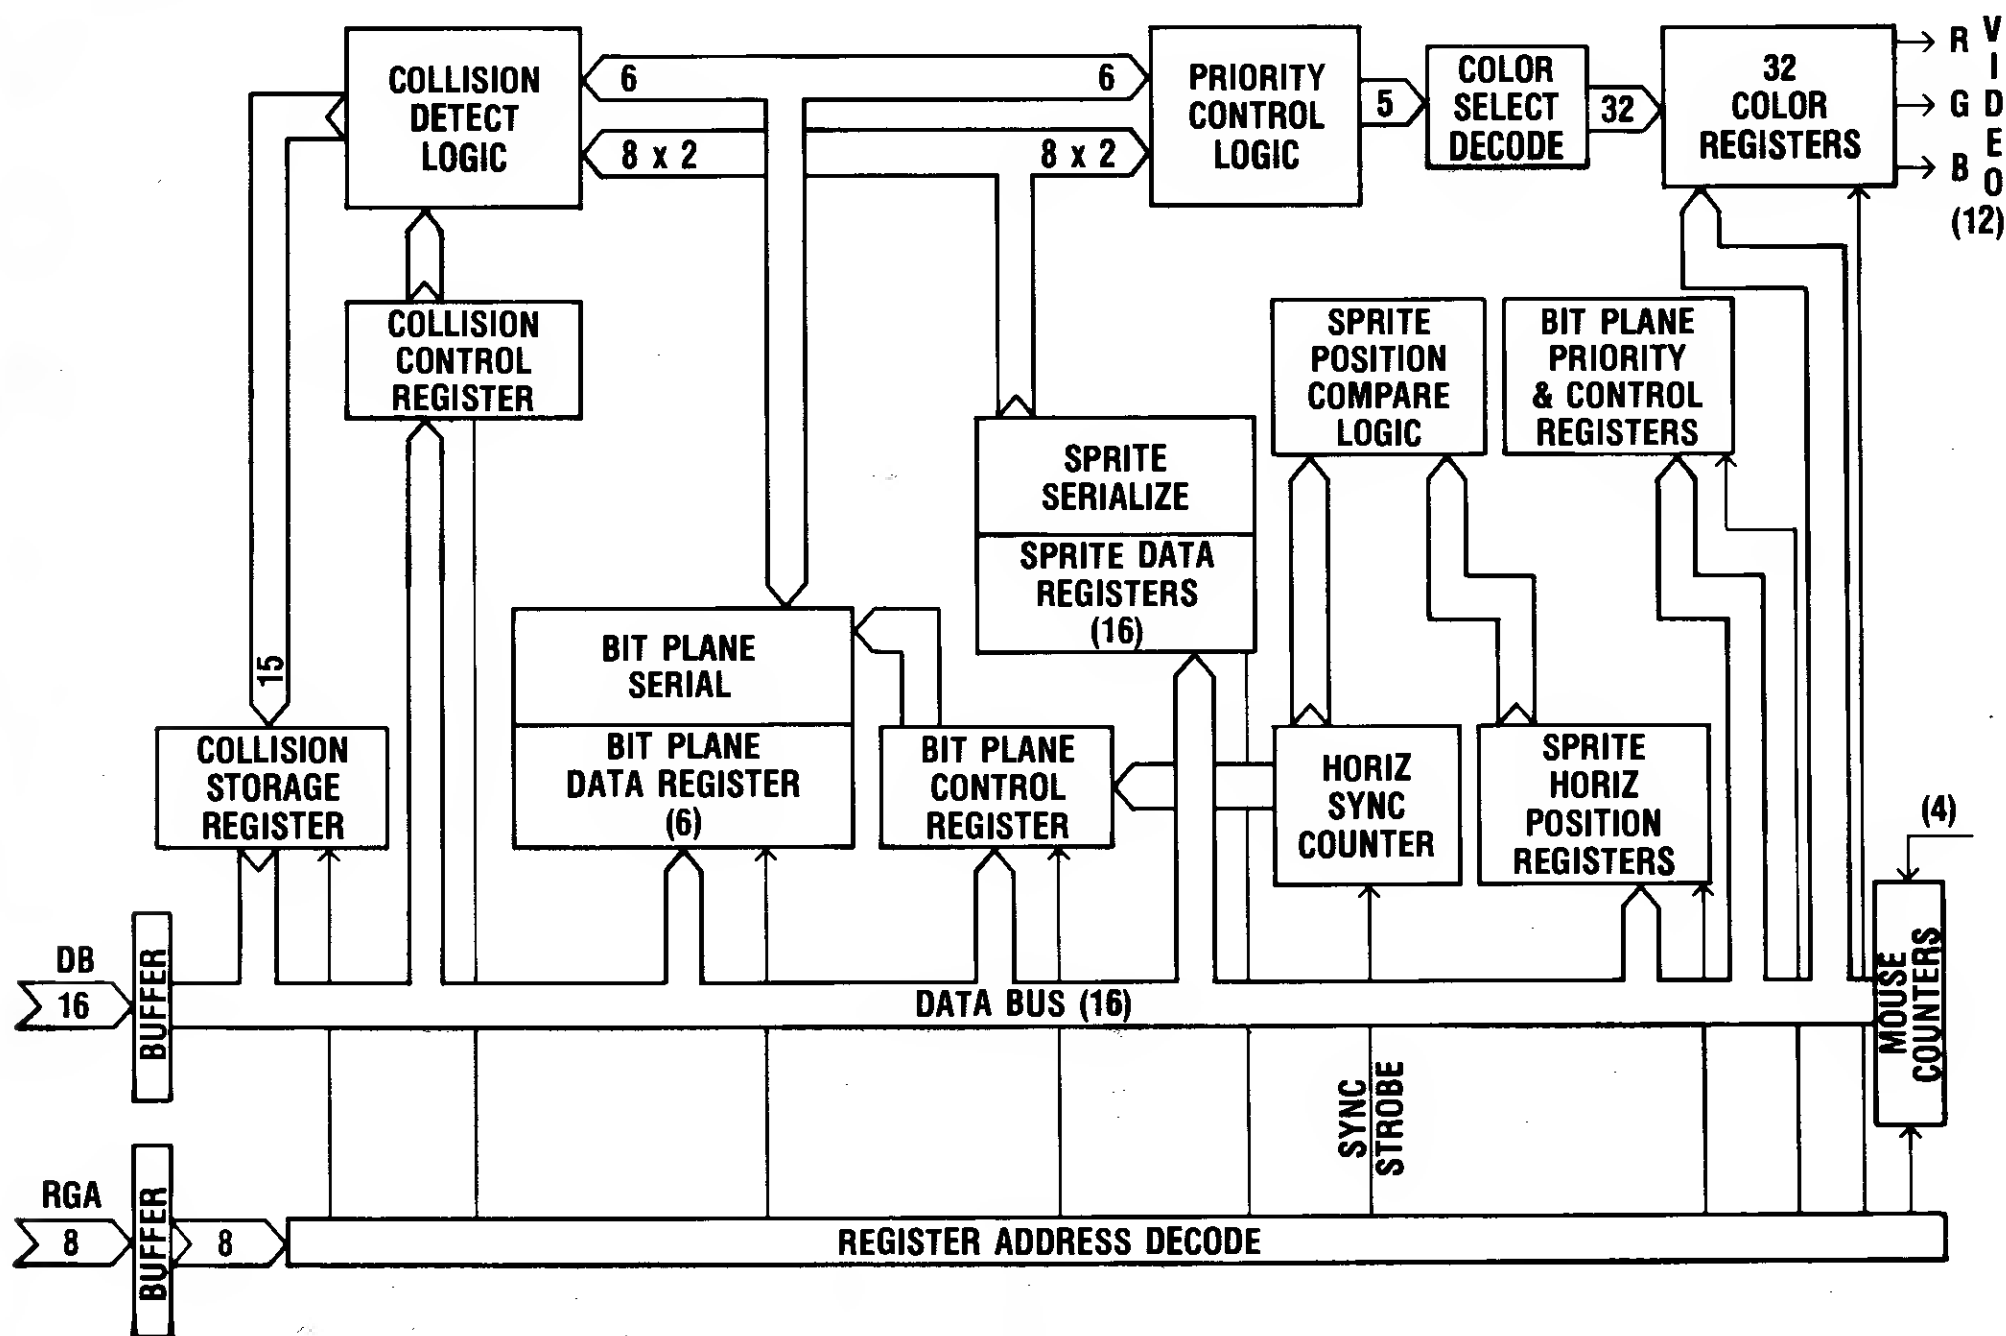 COLLISION
DETECT
LOGIC
6
6
8 x 2
8 x 2
PRIORITY
CONTROL
LOGIC
5
COLOR
SELECT
DECODE
32
32
COLOR
REGISTERS
R
G
B
VIDEO
(12)
COLLISION
CONTROL
REGISTER
SPRITE
POSITION
COMPARE
LOGIC
BIT PLANE
PRIORITY
& CONTROL
REGISTERS
SPRITE
SERIALIZE
SPRITE DATA
REGISTERS
(16)
15
BIT PLANE
SERIAL
BIT PLANE
DATA REGISTER
(6)
COLLISION
STORAGE
REGISTER
BIT PLANE
CONTROL
REGISTER
HORIZ
SYNC
COUNTER
SPRITE
HORIZ
POSITION
REGISTERS
(4)
MOUSE
COUNTERS
DB
16
BUFFER
DATA BUS (16)
SYNC
STROBE
RGA
8
BUFFER
8
REGISTER ADDRESS DECODE